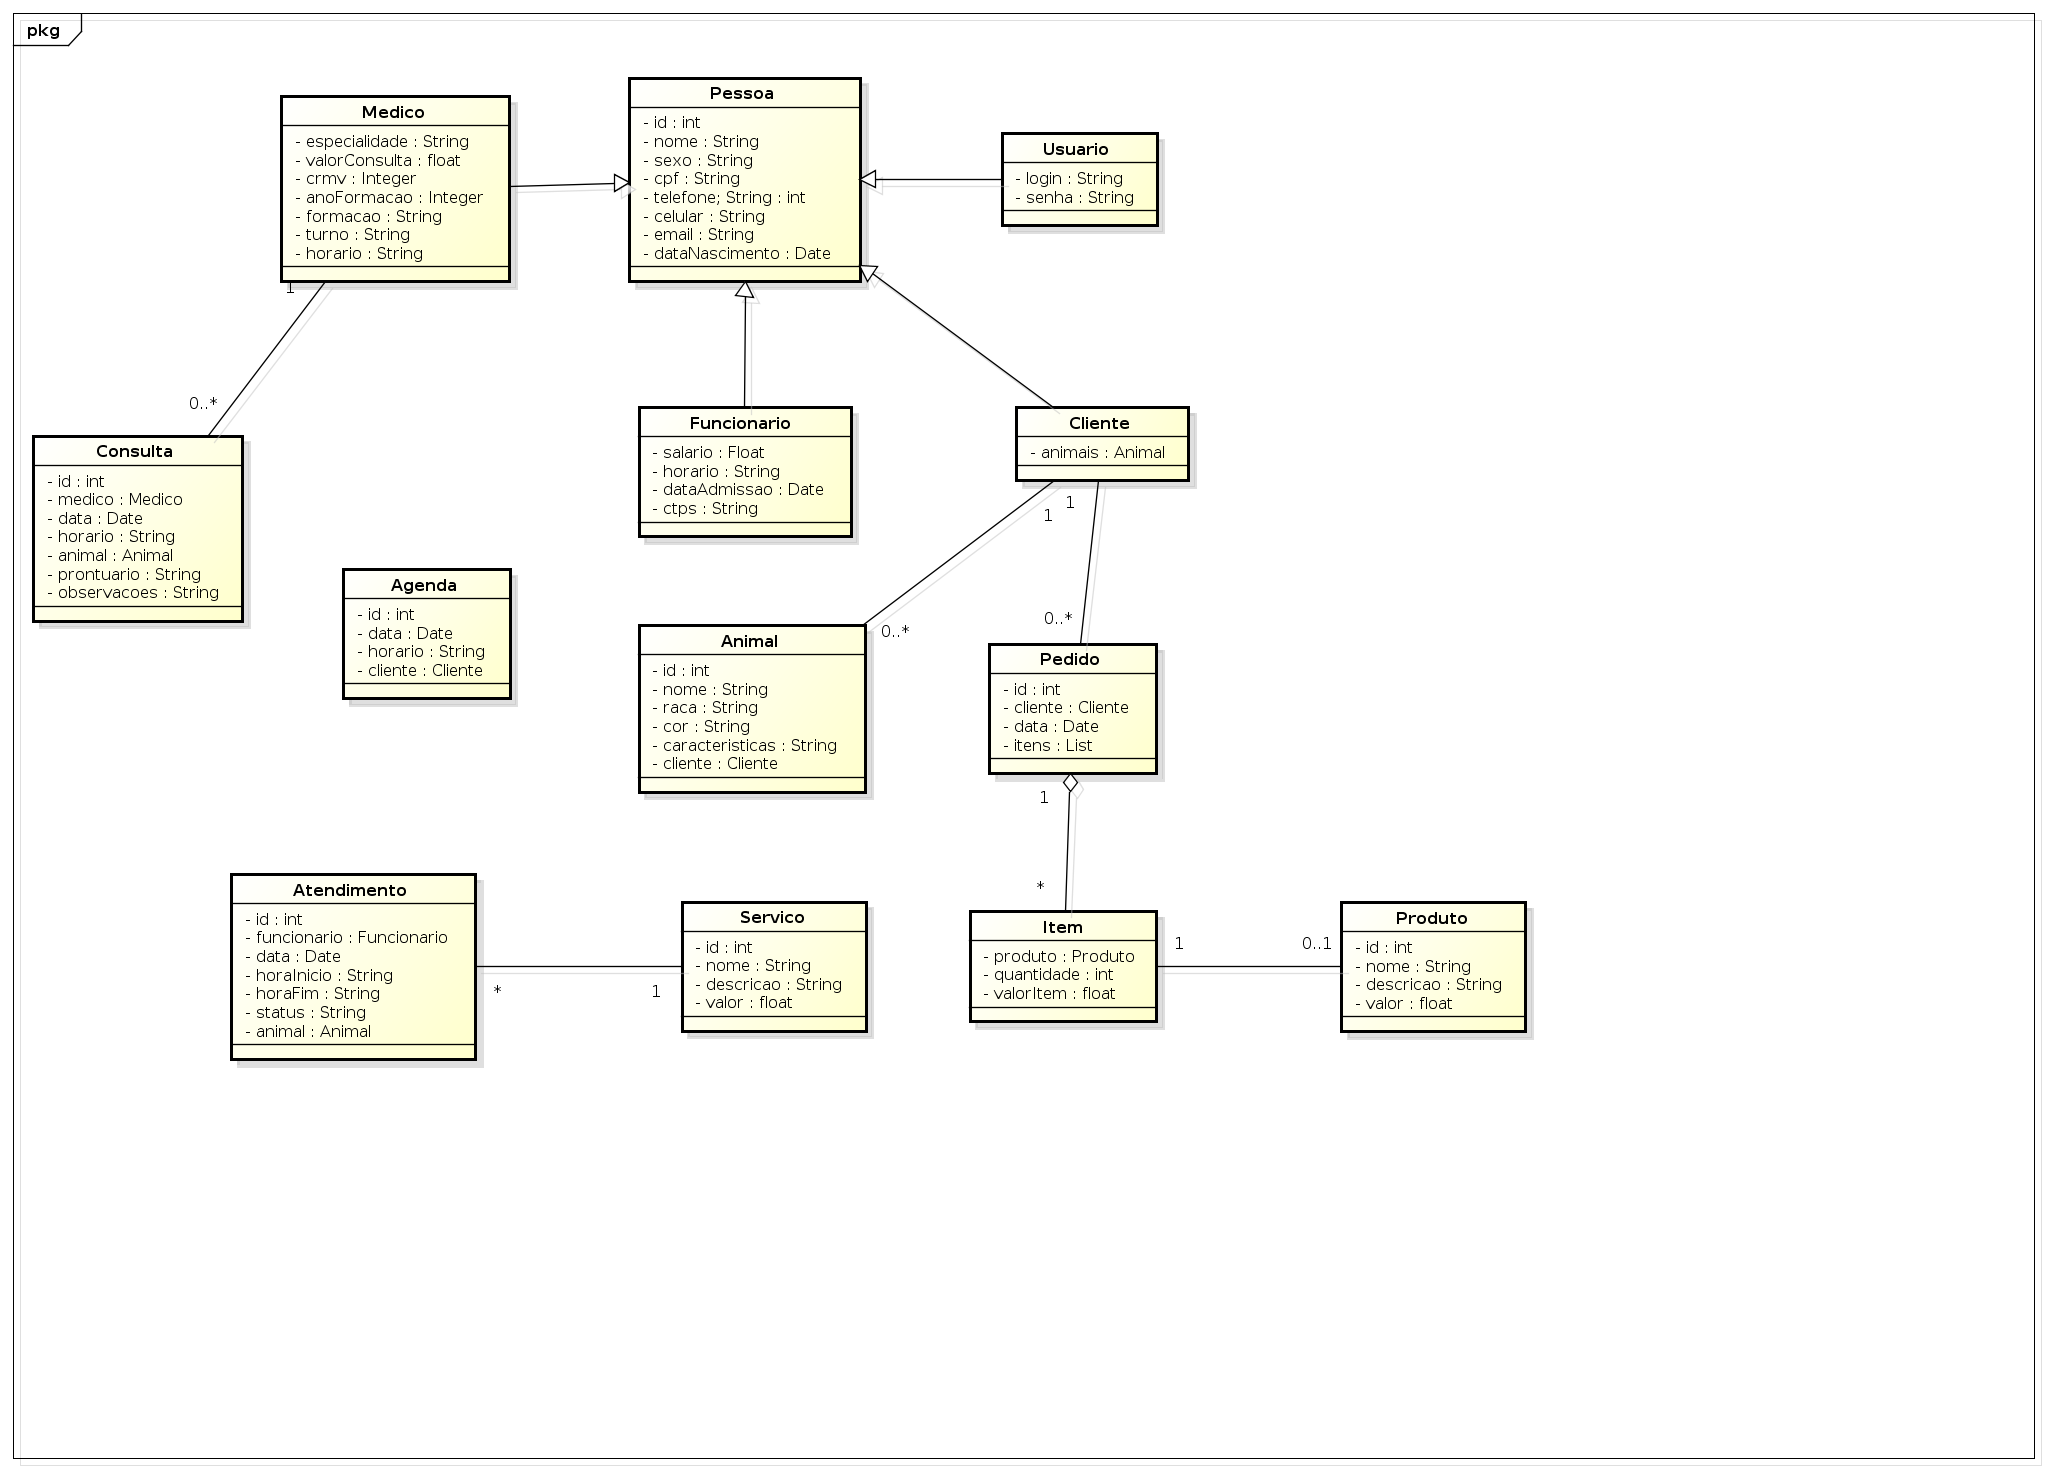 pkg
Medico
- especialidade : String
- valorConsulta : float
- crmv : Integer
- anoFormacao : Integer
- formacao : String
- turno : String
- horario : String
Pessoa
- id : int
- nome : String
- sexo : String
- cpf : String
- telefone; String : int
- celular : String
- email : String
- dataNascimento : Date
Usuario
- login : String
- senha : String
1
0..*
Consulta
- id : int
- medico : Medico
- data : Date
- horario : String
- animal : Animal
- prontuario : String
- observacoes : String
Funcionario
- salario : Float
- horario : String
- dataAdmissao : Date
- ctps : String
Cliente
- animais : Animal
1
1
0..*
0..*
Agenda
- id : int
- data : Date
- horario : String
- cliente : Cliente
Animal
- id : int
- nome : String
- raca : String
- cor : String
- caracteristicas : String
- cliente : Cliente
Pedido
- id : int
- cliente : Cliente
- data : Date
- itens : List
1
*
Atendimento
- id : int
- funcionario : Funcionario
- data : Date
- horaInicio : String
- horaFim : String
- status : String
- animal : Animal
*
1
Servico
- id : int
- nome : String
- descricao : String
- valor : float
Item
- produto : Produto
- quantidade : int
- valorItem : float
1
0..1
Produto
- id : int
- nome : String
- descricao : String
- valor : float